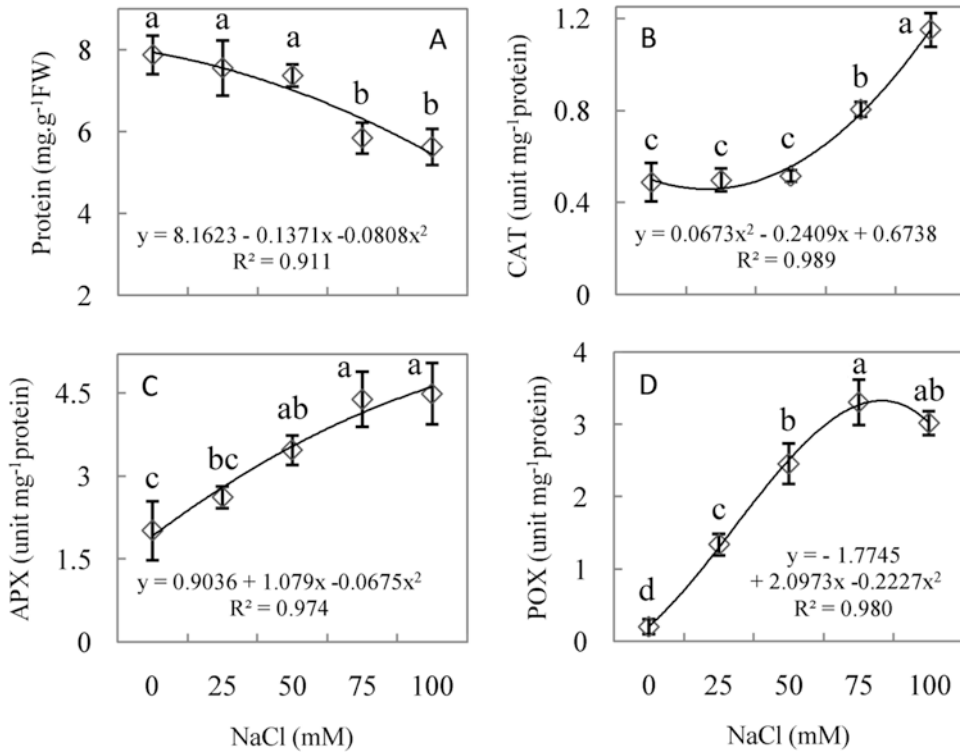 A
a
a
a
b
b
8
6
4
2
Protein (mg.g⁻¹FW)
y = 8.1623 - 0.1371x -0.0808x²
R² = 0.911
B
a
b
c
c
c
1.2
0.8
0.4
0
CAT (unit mg⁻¹protein)
y = 0.0673x² - 0.2409x + 0.6738
R² = 0.989
C
a
a
ab
bc
c
4.5
3
1.5
0
APX (unit mg⁻¹protein)
y = 0.9036 + 1.079x -0.0675x²
R² = 0.974
0 25 50 75 100
NaCl (mM)
D
a
ab
b
c
d
4
3
2
1
0
POX (unit mg⁻¹protein)
y = - 1.7745
+ 2.0973x -0.2227x²
R² = 0.980
0 25 50 75 100
NaCl (mM)